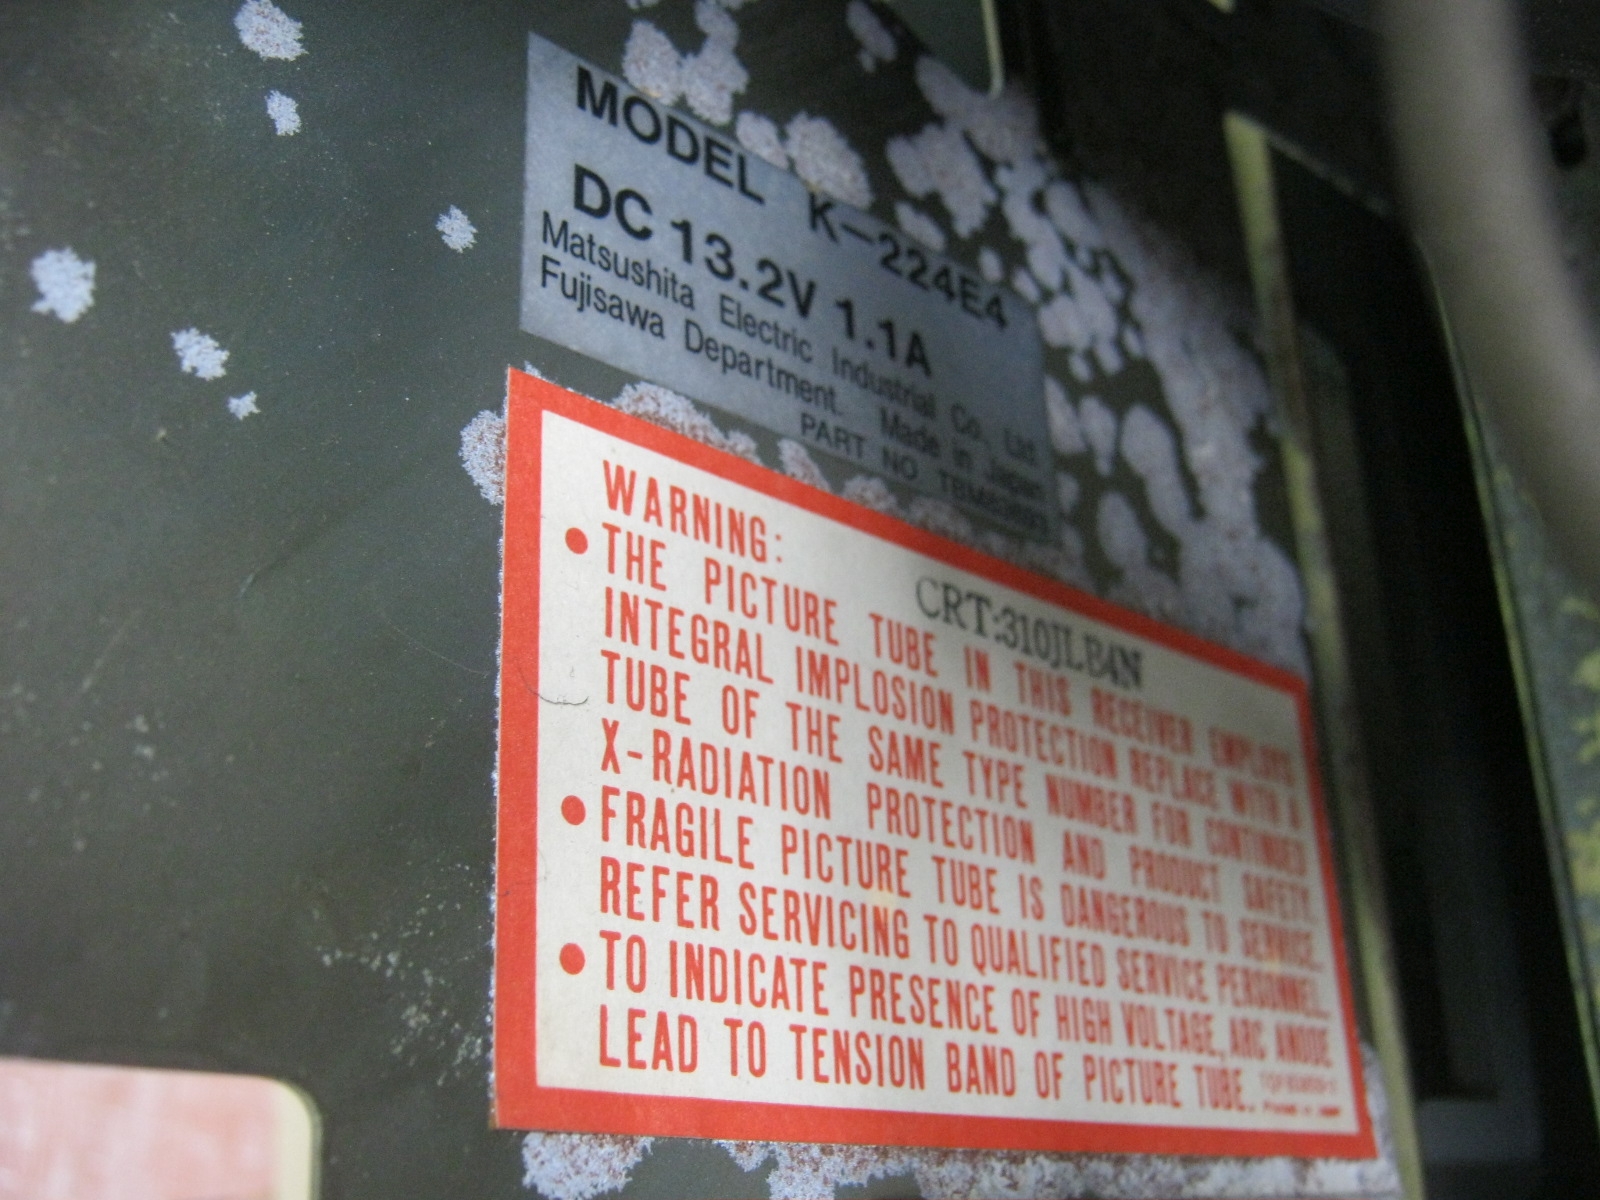 MODEL K-224E4
DC 13.2V 1.1A
Matsushita Electric Industrial Co., Ltd.
Fujisawa Department. Made in Japan
PART NO
WARNING:
CRT:310JLB4N
• THE PICTURE TUBE IN THIS RECEIVER EMPLOYS
INTEGRAL IMPLOSION PROTECTION REPLACE WITH A
TUBE OF THE SAME TYPE NUMBER FOR CONTINUED
X-RADIATION PROTECTION AND PRODUCT SAFETY.
• FRAGILE PICTURE TUBE IS DANGEROUS TO SERVICE.
REFER SERVICING TO QUALIFIED SERVICE PERSONNEL.
• TO INDICATE PRESENCE OF HIGH VOLTAGE, ARC ANODE
LEAD TO TENSION BAND OF PICTURE TUBE.
Printed in Japan